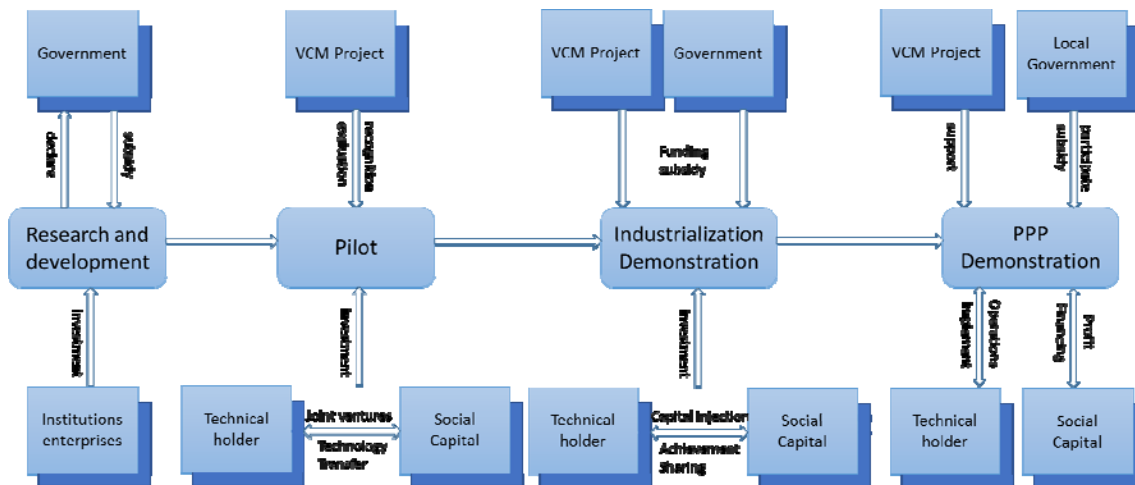 Government
VCM Project
VCM Project
Government
VCM Project
Local
Government
declare
subsidy
recognition
evaluation
Funding
subsidy
support
participate
subsidy
Research and
development
Pilot
Industrialization
Demonstration
PPP
Demonstration
Investment
Investment
Investment
Operations
Implement
Profit
Financing
Institutions
enterprises
Technical
holder
Joint ventures
Technology
Transfer
Social
Capital
Technical
holder
Capital injection
Achievement
Sharing
Social
Capital
Technical
holder
Social
Capital